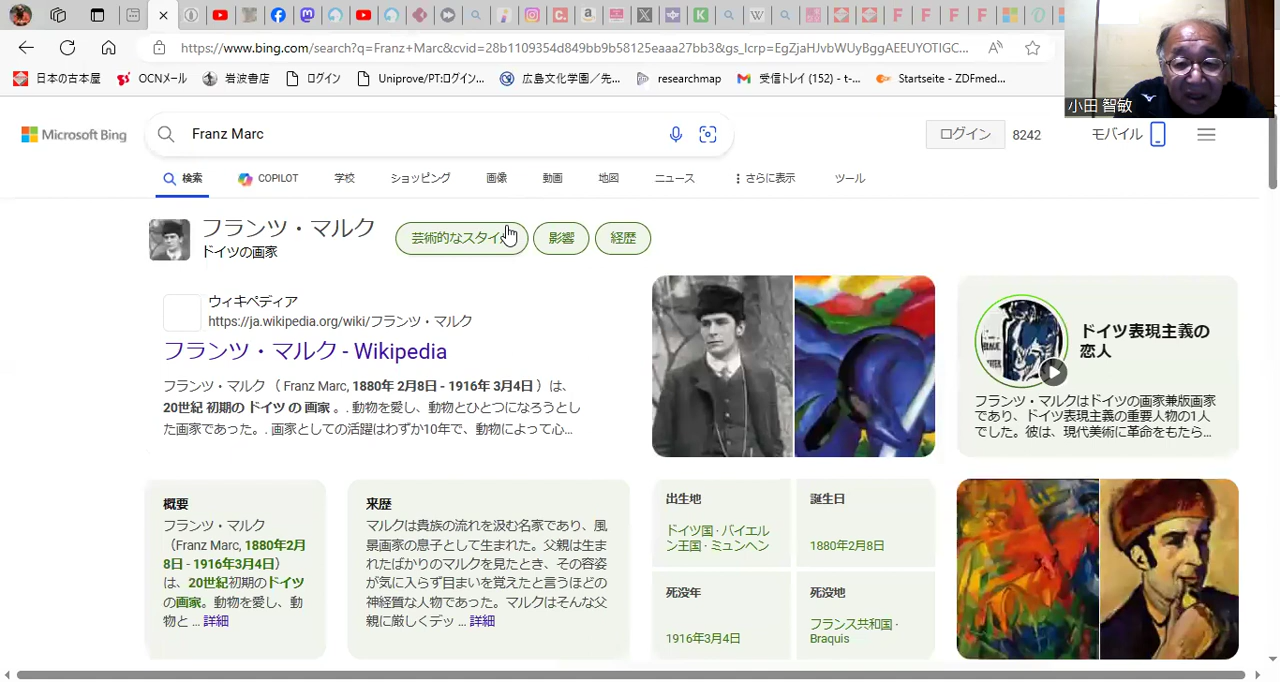 https://www.bing.com/search?q=Franz+Marc&cvid=28b1109354d849bb9b58125eaaa27bb3&gs_lcrp=EgZjaHJvbWUyBggAEEUYOTIGC...
日本の古本屋
OCNメール
岩波書店
ログイン
Uniprove/PT:ログイン...
広島文化学園／先...
researchmap
受信トレイ (152) - t-...
Startseite - ZDFmed...
小田 智敏
Microsoft Bing
Franz Marc
ログイン
8242
モバイル
検索
COPILOT
学校
ショッピング
画像
動画
地図
ニュース
さらに表示
ツール
フランツ・マルク
ドイツの画家
芸術的なスタイ
影響
経歴
ウィキペディア
https://ja.wikipedia.org/wiki/フランツ・マルク
フランツ・マルク - Wikipedia
フランツ・マルク（ Franz Marc, 1880年 2月8日 - 1916年 3月4日 ）は、
20世紀 初期の ドイツ の 画家 。. 動物を愛し、動物とひとつになろうとし
た画家であった。. 画家としての活躍はわずか10年で、動物によって心...
ドイツ表現主義の
恋人
フランツ・マルクはドイツの画家兼版画家
であり、ドイツ表現主義の重要人物の1人
でした。彼は、現代美術に革命をもたら...
概要
フランツ・マルク
（Franz Marc, 1880年2月
8日 - 1916年3月4日）
は、20世紀初期のドイツ
の画家。動物を愛し、動
物と ... 詳細
来歴
マルクは貴族の流れを汲む名家であり、風
景画家の息子として生まれた。父親は生ま
れたばかりのマルクを見たとき、その容姿
が気に入らず目まいを覚えたと言うほどの
神経質な人物であった。マルクはそんな父
親に厳しくデッ ... 詳細
出生地
ドイツ国 · バイエル
ン王国 · ミュンヘン
誕生日
1880年2月8日
死没年
1916年3月4日
死没地
フランス共和国 ·
Braquis